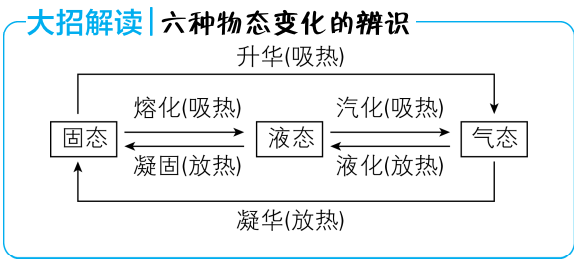 大招解读|六种物态变化的辨识
升华(吸热)
熔化(吸热) 汽化(吸热)
固态 液态 气态
凝固(放热) 液化(放热)
凝华(放热)